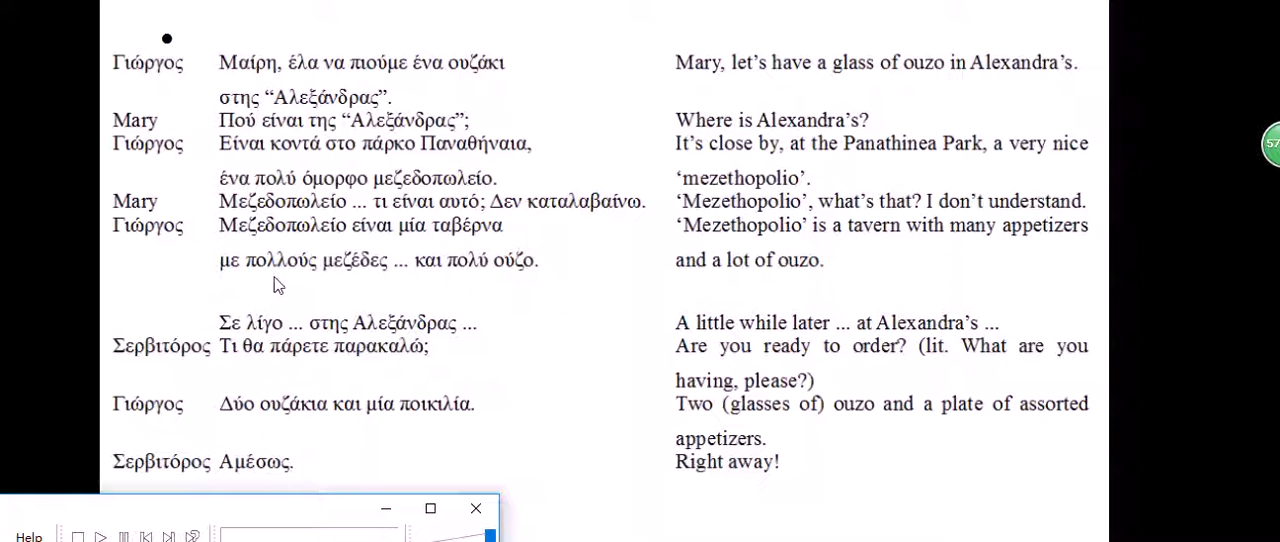 Γιώργος Μαίρη, έλα να πιούμε ένα ουζάκι Mary, let's have a glass of ouzo in Alexandra's.
στης “Αλεξάνδρας”.
Mary Πού είναι της “Αλεξάνδρας”; Where is Alexandra's?
Γιώργος Είναι κοντά στο πάρκο Παναθήναια, It's close by, at the Panathinea Park, a very nice
ένα πολύ όμορφο μεζεδοπωλείο. ‘mezethopolio’.
Mary Μεζεδοπωλείο ... τι είναι αυτό; Δεν καταλαβαίνω. ‘Mezethopolio’, what's that? I don't understand.
Γιώργος Μεζεδοπωλείο είναι μία ταβέρνα ‘Mezethopolio’ is a tavern with many appetizers
με πολλούς μεζέδες ... και πολύ ούζο. and a lot of ouzo.
Σε λίγο ... στης Αλεξάνδρας ... A little while later ... at Alexandra's ...
Σερβιτόρος Τι θα πάρετε παρακαλώ; Are you ready to order? (lit. What are you
having, please?)
Γιώργος Δύο ουζάκια και μία ποικιλία. Two (glasses of) ouzo and a plate of assorted
appetizers.
Σερβιτόρος Αμέσως. Right away!
Help
57